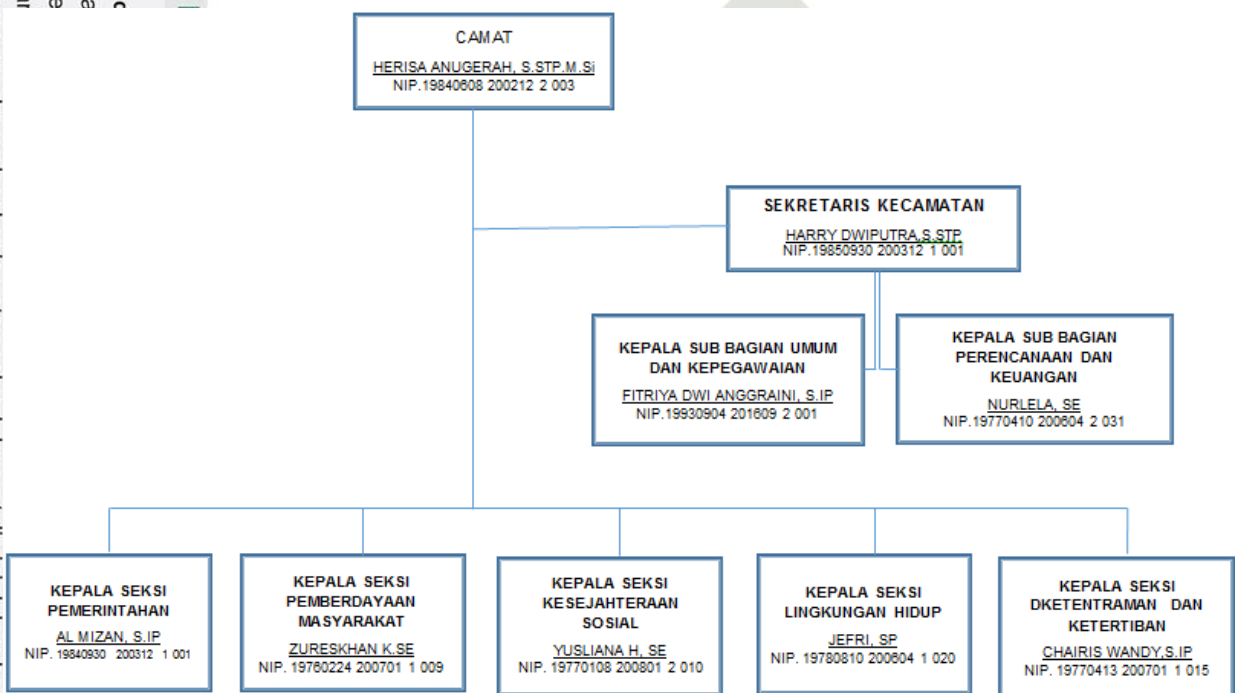 CAMAT
HERISA ANUGERAH, S.STP.M.Si
NIP.19840608 200212 2 003
SEKRETARIS KECAMATAN
HARRY DWIPUTRA,S.STP
NIP.19850930 200312 1 001
KEPALA SUB BAGIAN UMUM
DAN KEPEGAWAIAN
FITRIYA DWI ANGGRAINI, S.IP
NIP.19930904 201609 2 001
KEPALA SUB BAGIAN
PERENCANAAN DAN
KEUANGAN
NURLELA, SE
NIP.19770410 200604 2 031
KEPALA SEKSI
PEMERINTAHAN
AL MIZAN, S.IP
NIP. 19840930 200312 1 001
KEPALA SEKSI
PEMBERDAYAAN
MASYARAKAT
ZURESKHAN K.SE
NIP. 19760224 200701 1 009
KEPALA SEKSI
KESEJAHTERAAN
SOSIAL
YUSLIANA H, SE
NIP. 19770108 200801 2 010
KEPALA SEKSI
LINGKUNGAN HIDUP
JEFRI, SP
NIP. 19780810 200604 1 020
KEPALA SEKSI
DKETENTRAMAN DAN
KETERTIBAN
CHAIRIS WANDY,S.IP
NIP. 19770413 200701 1 015